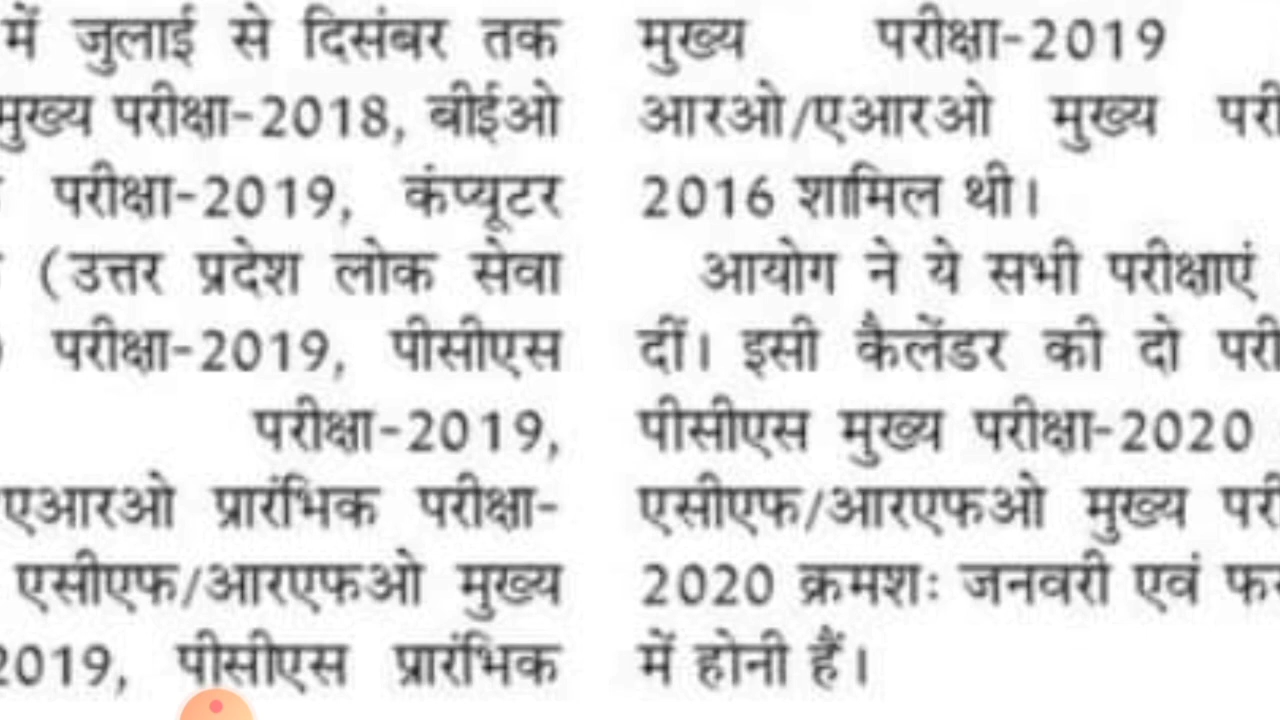 में जुलाई से दिसंबर तक
मुख्य परीक्षा-2018, बीईओ
परीक्षा-2019, कंप्यूटर
(उत्तर प्रदेश लोक सेवा
) परीक्षा-2019, पीसीएस
परीक्षा-2019,
एआरओ प्रारंभिक परीक्षा-
एसीएफ/आरएफओ मुख्य
2019, पीसीएस प्रारंभिक
मुख्य परीक्षा-2019
आरओ/एआरओ मुख्य
2016 शामिल थी।
आयोग ने ये सभी परीक्षाएं
दीं। इसी कैलेंडर की दो
पीसीएस मुख्य परीक्षा-2020
एसीएफ/आरएफओ मुख्य
2020 क्रमशः जनवरी एवं
में होनी हैं।